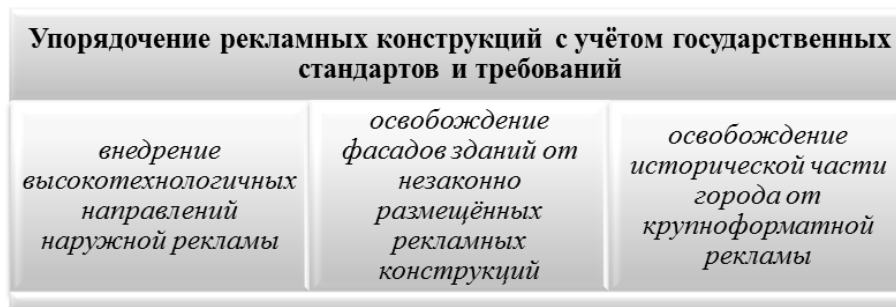 Упорядочение рекламных конструкций с учётом государственных
стандартов и требований
внедрение
высокотехнологичных
направлений
наружной рекламы
освобождение
фасадов зданий от
незаконно
размещённых
рекламных
конструкций
освобождение
исторической части
города от
крупноформатной
рекламы